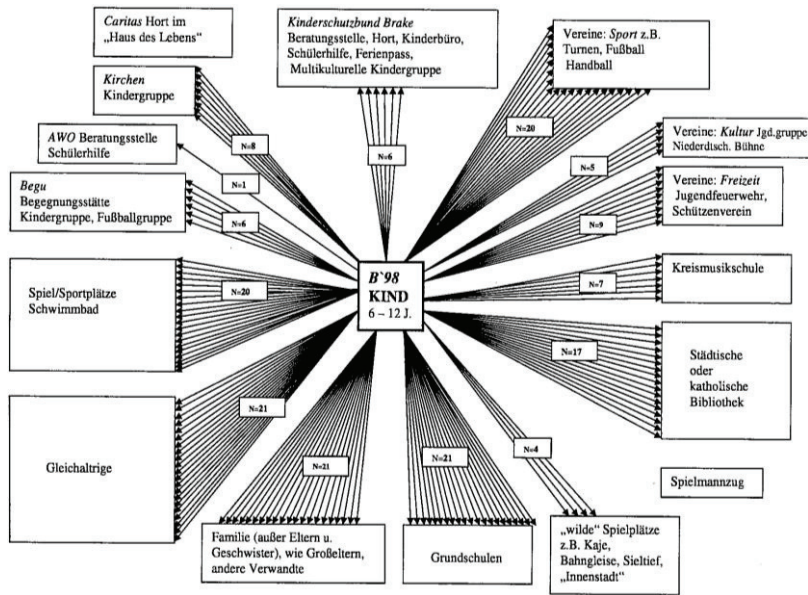 Caritas Hort im
„Haus des Lebens“
Kinderschutzbund Brake
Beratungsstelle, Hort, Kinderbüro,
Schülerhilfe, Ferienpass,
Multikulturelle Kindergruppe
Vereine: Sport z.B.
Turnen, Fußball
Handball
Kirchen
Kindergruppe
AWO Beratungsstelle
Schülerhilfe
Begu
Begegnungsstätte
Kindergruppe, Fußballgruppe
Vereine: Kultur Jgd.gruppe
Niederdtsch. Bühne
Vereine: Freizeit
Jugendfeuerwehr,
Schützenverein
N=8
N=6
N=20
N=1
N=5
N=6
N=9
Spiel/Sportplätze
Schwimmbad
N=20
B`98
KIND
6 – 12 J.
N=7
Kreismusikschule
N=17
Städtische
oder
katholische
Bibliothek
Gleichaltrige
N=21
N=21
N=21
N=4
Spielmannzug
Familie (außer Eltern u.
Geschwister), wie Großeltern,
andere Verwandte
Grundschulen
„wilde“ Spielplätze
z.B. Kaje,
Bahngleise, Sieltief,
„Innenstadt“